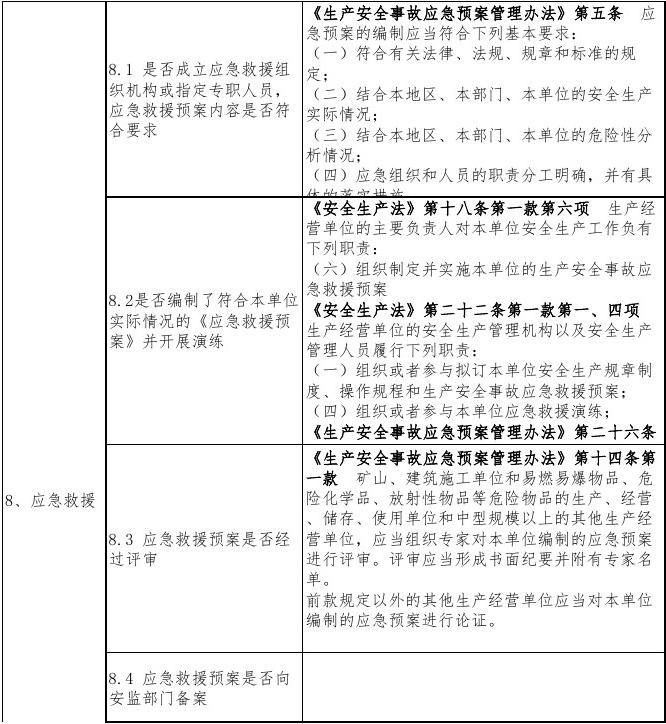 8、应急救援
8.1 是否成立应急救援组
织机构或指定专职人员，
应急救援预案内容是否符
合要求
《生产安全事故应急预案管理办法》第五条 应
急预案的编制应当符合下列基本要求：
（一）符合有关法律、法规、规章和标准的规
定；
（二）结合本地区、本部门、本单位的安全生产
实际情况；
（三）结合本地区、本部门、本单位的危险性分
析情况；
（四）应急组织和人员的职责分工明确，并有具
体的落实措施
8.2是否编制了符合本单位
实际情况的《应急救援预
案》并开展演练
《安全生产法》第十八条第一款第六项 生产经
营单位的主要负责人对本单位安全生产工作负有
下列职责：
（六）组织制定并实施本单位的生产安全事故应
急救援预案
《安全生产法》第二十二条第一款第一、四项
生产经营单位的安全生产管理机构以及安全生产
管理人员履行下列职责：
（一）组织或者参与拟订本单位安全生产规章制
度、操作规程和生产安全事故应急救援预案；
（四）组织或者参与本单位应急救援演练；
《生产安全事故应急预案管理办法》第二十六条
8.3 应急救援预案是否经
过评审
《生产安全事故应急预案管理办法》第十四条第
一款 矿山、建筑施工单位和易燃易爆物品、危
险化学品、放射性物品等危险物品的生产、经营
、储存、使用单位和中型规模以上的其他生产经
营单位，应当组织专家对本单位编制的应急预案
进行评审。评审应当形成书面纪要并附有专家名
单。
前款规定以外的其他生产经营单位应当对本单位
编制的应急预案进行论证。
8.4 应急救援预案是否向
安监部门备案